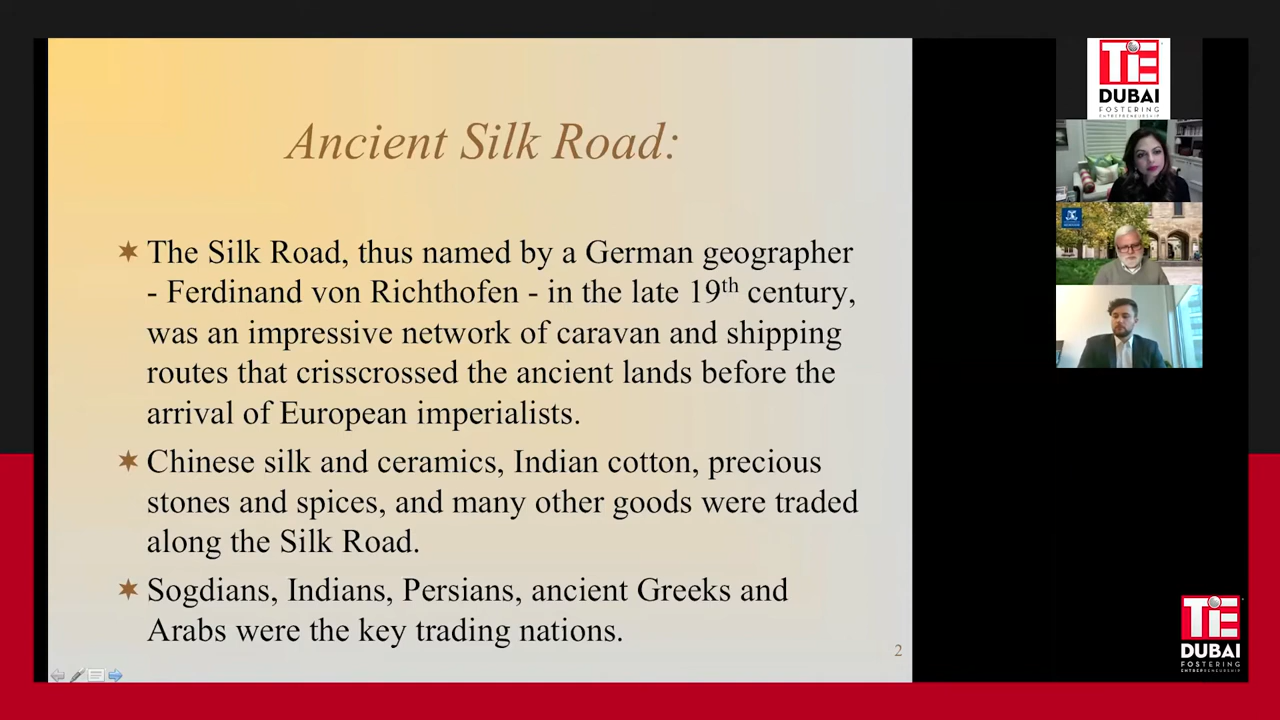 Ancient Silk Road:
✶ The Silk Road, thus named by a German geographer
- Ferdinand von Richthofen - in the late 19th century,
was an impressive network of caravan and shipping
routes that crisscrossed the ancient lands before the
arrival of European imperialists.
✶ Chinese silk and ceramics, Indian cotton, precious
stones and spices, and many other goods were traded
along the Silk Road.
✶ Sogdians, Indians, Persians, ancient Greeks and
Arabs were the key trading nations.
2
TiE
DUBAI
FOSTERING
ENTREPRENEURSHIP
TiE
DUBAI
FOSTERING
ENTREPRENEURSHIP